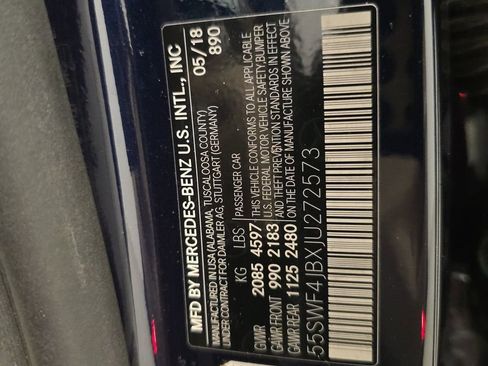 MFD BY MERCEDES-BENZ U.S. INTL., INC
MANUFACTURED IN USA (ALABAMA, TUSCALOOSA COUNTY) 05/18
UNDER CONTRACT FOR DAIMLER AG, STUTTGART (GERMANY) 890
KG LBS PASSENGER CAR
GVWR 2085 4597 THIS VEHICLE CONFORMS TO ALL APPLICABLE
GAWR FRONT 990 2183 U.S. FEDERAL MOTOR VEHICLE SAFETY, BUMPER
GAWR REAR 1125 2480 AND THEFT PREVENTION STANDARDS IN EFFECT
ON THE DATE OF MANUFACTURE SHOWN ABOVE
55SWF4JBXJU272573